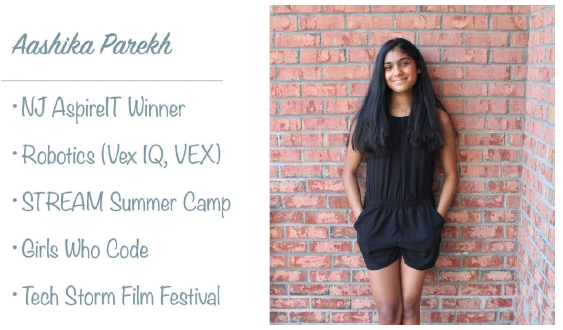 Aashika Parekh
• NJ AspireIT Winner
• Robotics (Vex IQ, VEX)
• STREAM Summer Camp
• Girls Who Code
• Tech Storm Film Festival